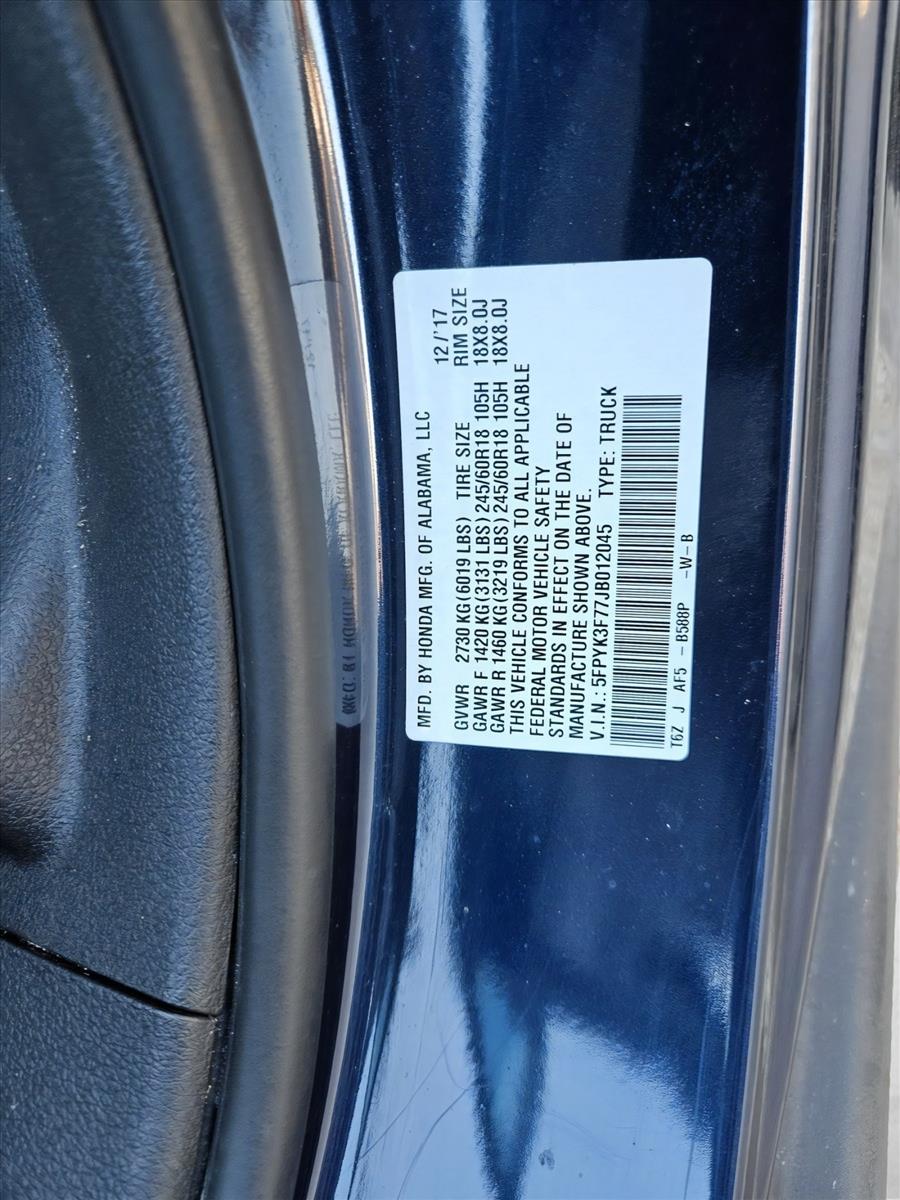 MFD. BY HONDA MFG. OF ALABAMA, LLC 12/'17
GVWR 2730 KG (6019 LBS) TIRE SIZE RIM SIZE
GAWR F 1420 KG (3131 LBS) 245/60R18 105H 18X8.0J
GAWR R 1460 KG (3219 LBS) 245/60R18 105H 18X8.0J
THIS VEHICLE CONFORMS TO ALL APPLICABLE
FEDERAL MOTOR VEHICLE SAFETY
STANDARDS IN EFFECT ON THE DATE OF
MANUFACTURE SHOWN ABOVE.
V.I.N.: 5FPYK3F77JB012045 TYPE: TRUCK
T6Z J AF5 - B588P -W-B